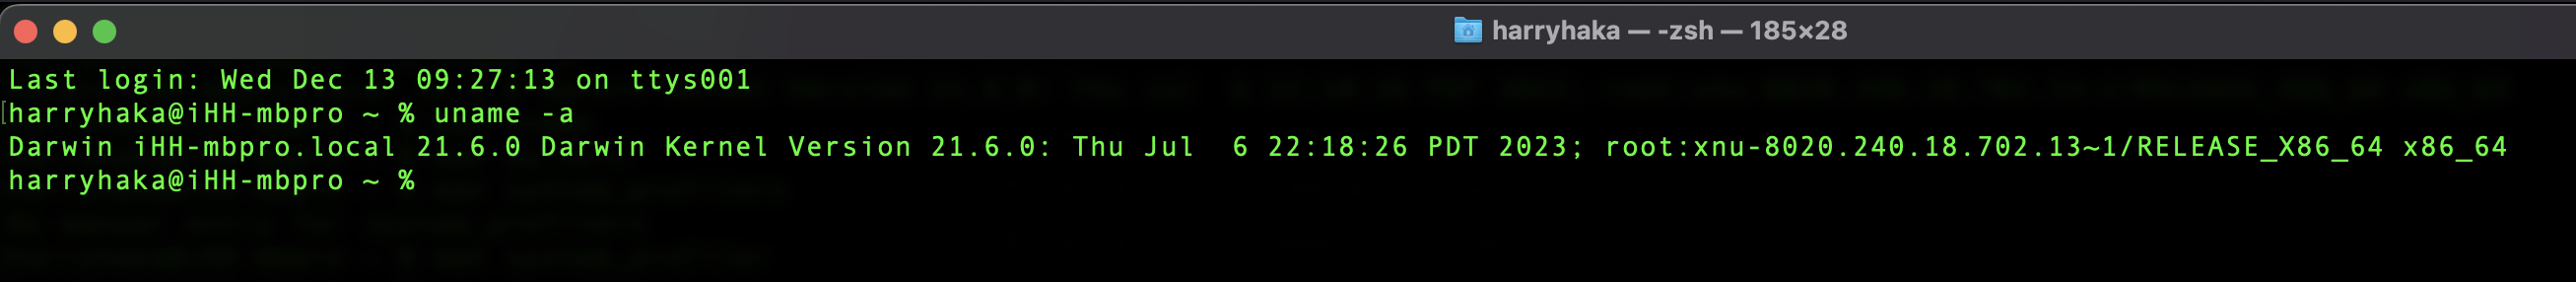 harryhaka — -zsh — 185×28
Last login: Wed Dec 13 09:27:13 on ttys001
harryhaka@iHH-mbpro ~ % uname -a
Darwin iHH-mbpro.local 21.6.0 Darwin Kernel Version 21.6.0: Thu Jul  6 22:18:26 PDT 2023; root:xnu-8020.240.18.702.13~1/RELEASE_X86_64 x86_64
harryhaka@iHH-mbpro ~ %